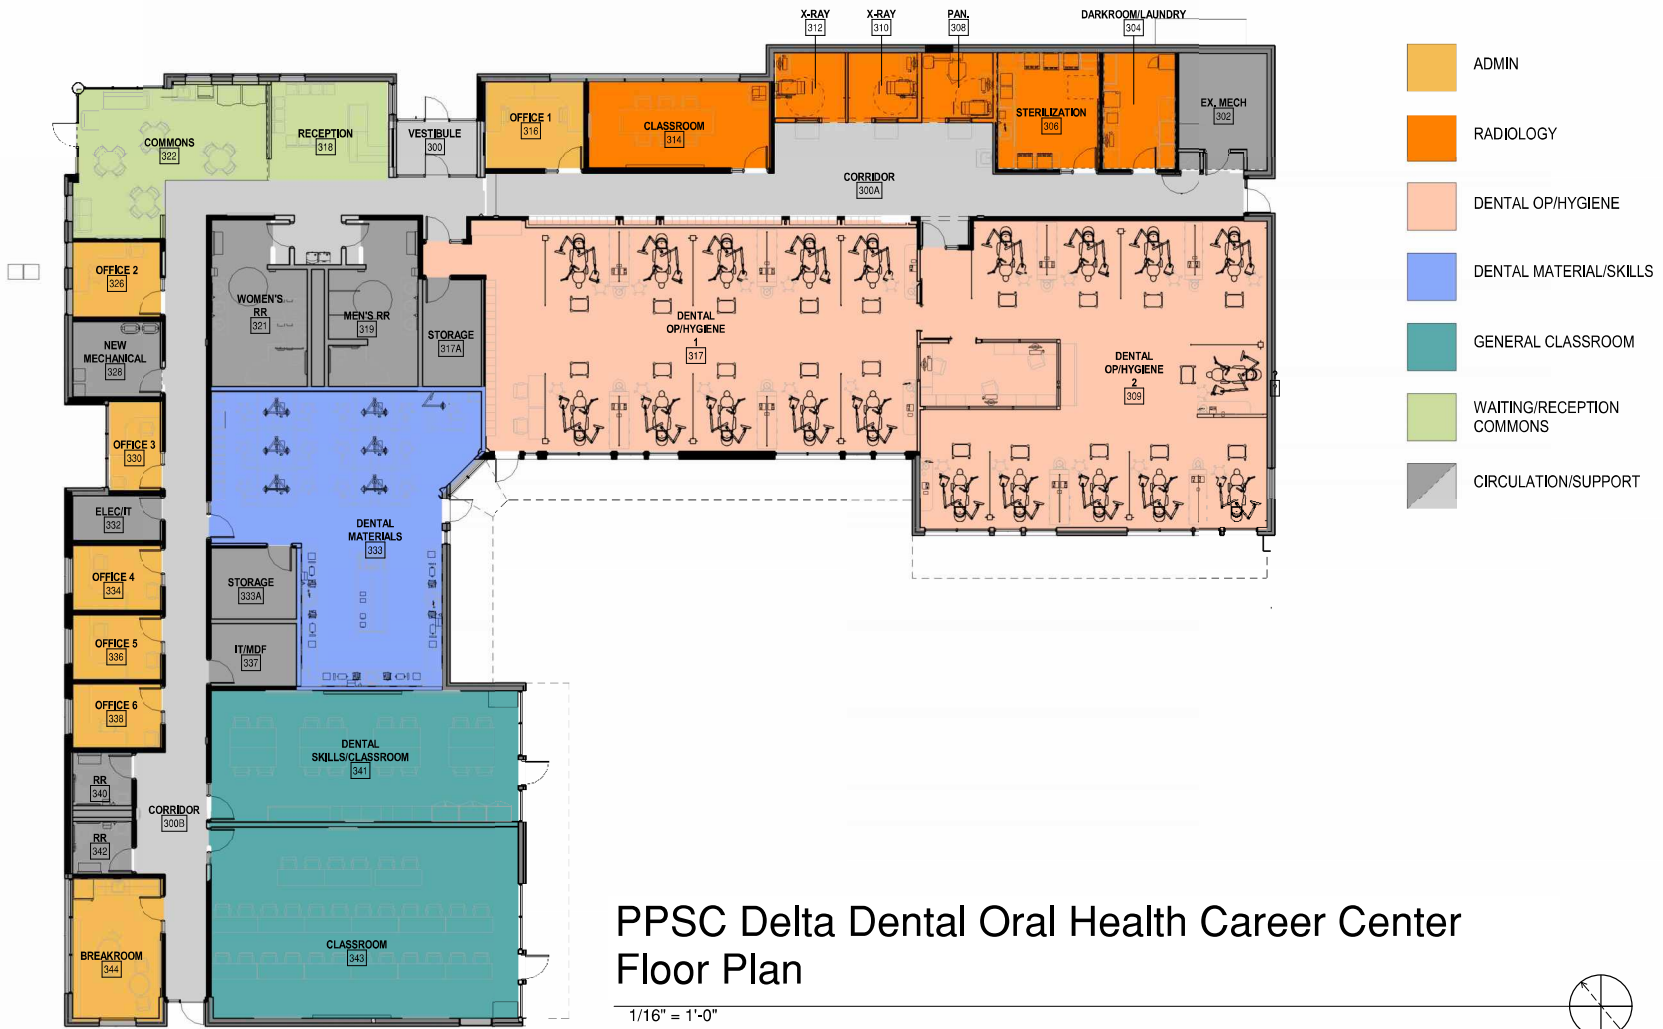 X-RAY
312
X-RAY
310
PAN.
308
DARKROOM/LAUNDRY
304
COMMONS
322
RECEPTION
318
VESTIBULE
300
OFFICE 1
316
CLASSROOM
314
STERILIZATION
306
EX. MECH
302
CORRIDOR
300A
OFFICE 2
326
NEW
MECHANICAL
328
WOMEN'S
RR
321
MEN'S RR
319
STORAGE
317A
DENTAL
OP/HYGIENE
1
317
DENTAL
OP/HYGIENE
2
309
OFFICE 3
330
ELEC/IT
332
DENTAL
MATERIALS
333
OFFICE 4
334
STORAGE
333A
OFFICE 5
336
IT/MDF
337
OFFICE 6
338
DENTAL
SKILLS/CLASSROOM
341
RR
340
CORRIDOR
300B
RR
342
BREAKROOM
344
CLASSROOM
343
ADMIN
RADIOLOGY
DENTAL OP/HYGIENE
DENTAL MATERIAL/SKILLS
GENERAL CLASSROOM
WAITING/RECEPTION
COMMONS
CIRCULATION/SUPPORT
PPSC Delta Dental Oral Health Career Center
Floor Plan
1/16" = 1'-0"